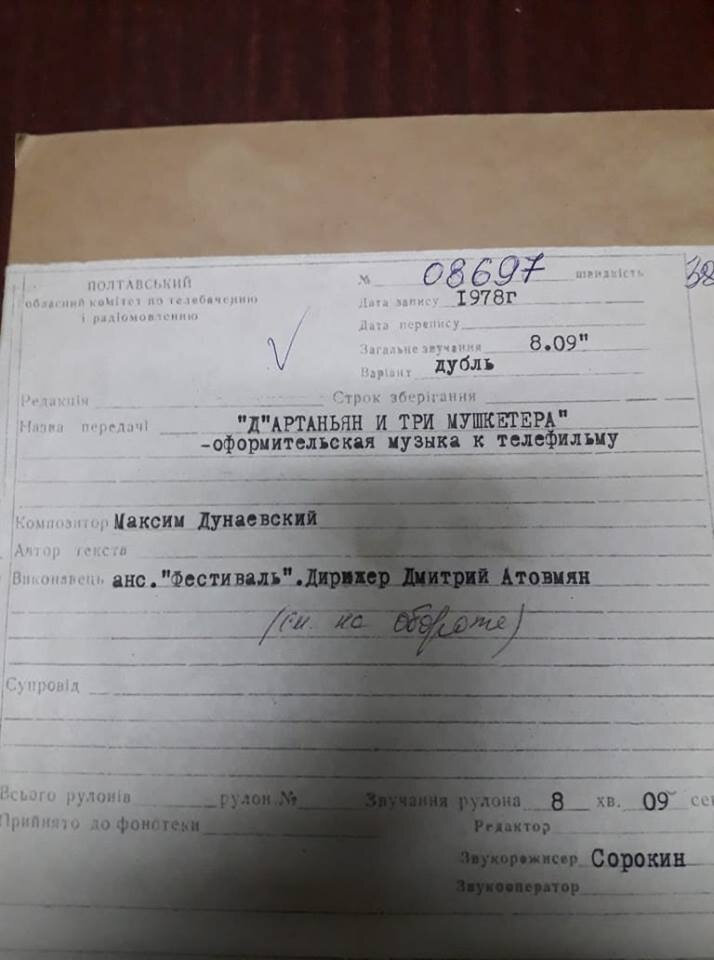 ПОЛТАВСЬКИЙ
обласний комітет по телебаченню
і радіомовленню
№ 08697 швидкість 38
Дата запису 1978г
Дата перепису
Загальне звучання 8.09"
Варіант дубль
Редакція Строк зберігання
Назва передачі "Д"АРТАНЬЯН И ТРИ МУШКЕТЕРА"
-оформительская музыка к телефильму
Композитор Максим Дунаевский
Автор текста
Виконавець анс."Фестиваль".Дирижер Дмитрий Атовмян
(см. на обороте)
Супровід
Всього рулонів рулон № Звучання рулона 8 хв. 09 сек
Прийнято до фонотеки Редактор
Звукорежисер Сорокин
Звукооператор